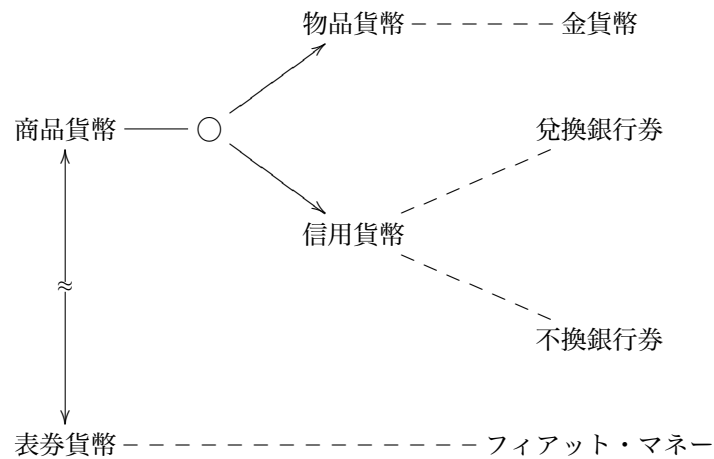 物品貨幣
金貨幣
商品貨幣
兌換銀行券
信用貨幣
≈
不換銀行券
表券貨幣
フィアット・マネー